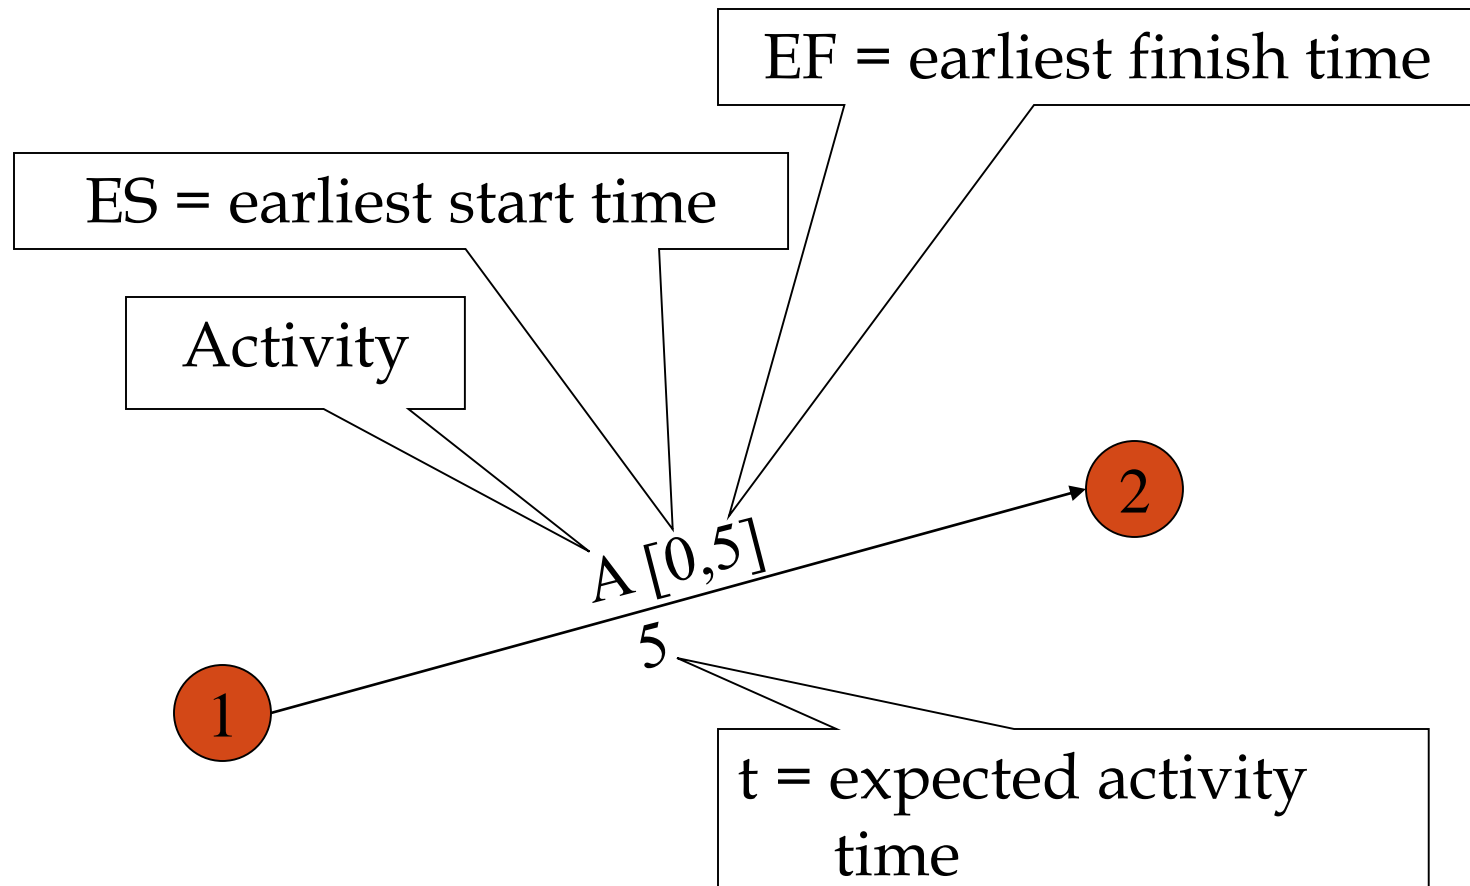 EF = earliest finish time
ES = earliest start time
Activity
2
A [0,5]
5
1
t = expected activity
time